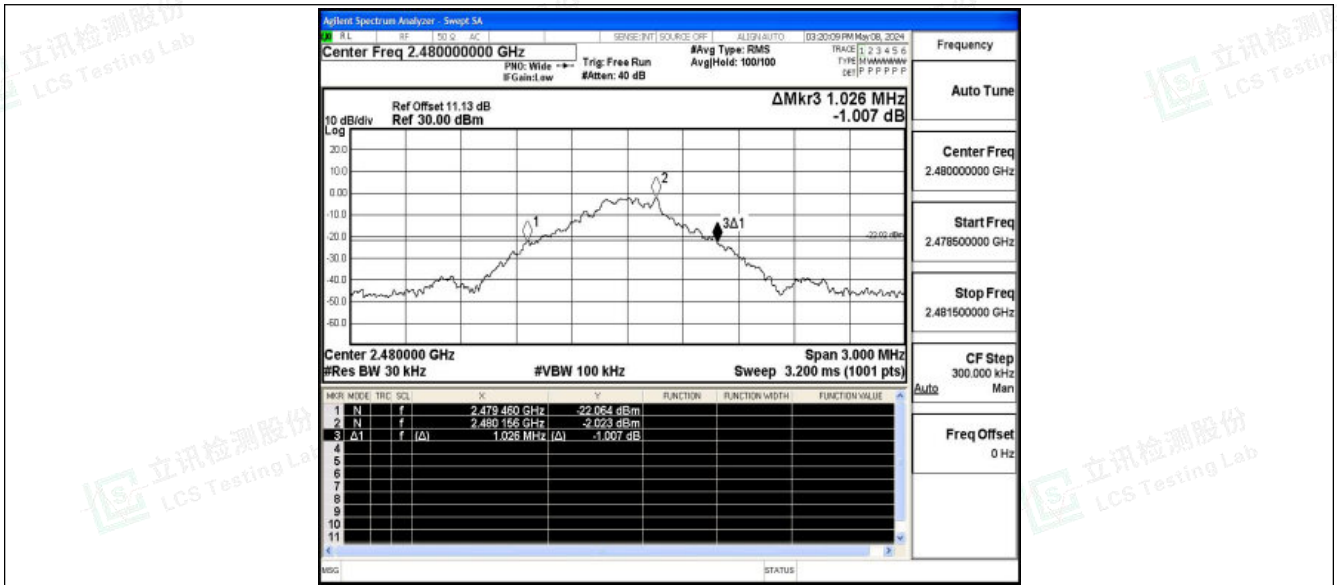 Agilent Spectrum Analyzer - Swept SA
RL RF 50 Ω AC SENSE:INT SOURCE OFF ALIGNAUTO 03:20:09 PM May 08, 2024
Center Freq 2.480000000 GHz
PNO: Wide
IFGain:Low
Trig: Free Run
#Atten: 40 dB
#Avg Type: RMS
Avg|Hold: 100/100
TRACE 1 2 3 4 5 6
TYPE M WWWWW
DET P P P P P P
Ref Offset 11.13 dB
10 dB/div Ref 30.00 dBm
ΔMkr3 1.026 MHz
-1.007 dB
Log
20.0
10.0
0.00
-10.0
-20.0
-30.0
-40.0
-50.0
-60.0
1
2
3Δ1
-22.02 dBm
Center 2.480000 GHz Span 3.000 MHz
#Res BW 30 kHz #VBW 100 kHz Sweep 3.200 ms (1001 pts)
MKR MODE TRC SCL X Y FUNCTION FUNCTION WIDTH FUNCTION VALUE
1 N f 2.479 460 GHz -22.064 dBm
2 N f 2.480 156 GHz -2.023 dBm
3 Δ1 f (Δ) 1.026 MHz (Δ) -1.007 dB
4
5
6
7
8
9
10
11
MSG STATUS
Frequency
Auto Tune
Center Freq
2.480000000 GHz
Start Freq
2.478500000 GHz
Stop Freq
2.481500000 GHz
CF Step
300.000 kHz
Auto Man
Freq Offset
0 Hz
立讯检测股份
LCS Testing Lab
立讯检测
LCS Testin
立讯检测股份
LCS Testing Lab
立讯检测股份
LCS Testing Lab